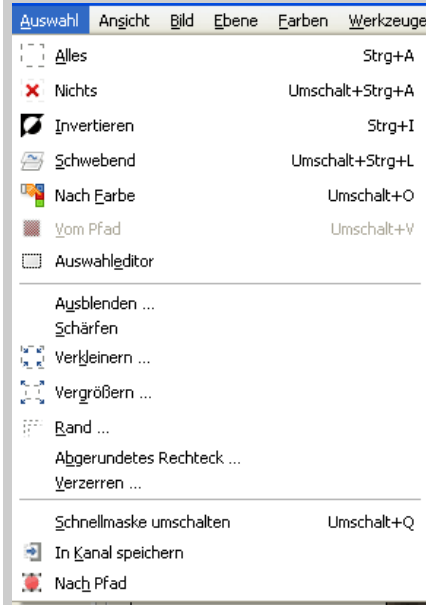 Auswahl Ansicht Bild Ebene Farben Werkzeuge
Alles Strg+A
Nichts Umschalt+Strg+A
Invertieren Strg+I
Schwebend Umschalt+Strg+L
Nach Farbe Umschalt+O
Vom Pfad Umschalt+V
Auswahleditor
Ausblenden ...
Schärfen
Verkleinern ...
Vergrößern ...
Rand ...
Abgerundetes Rechteck ...
Verzerren ...
Schnellmaske umschalten Umschalt+Q
In Kanal speichern
Nach Pfad